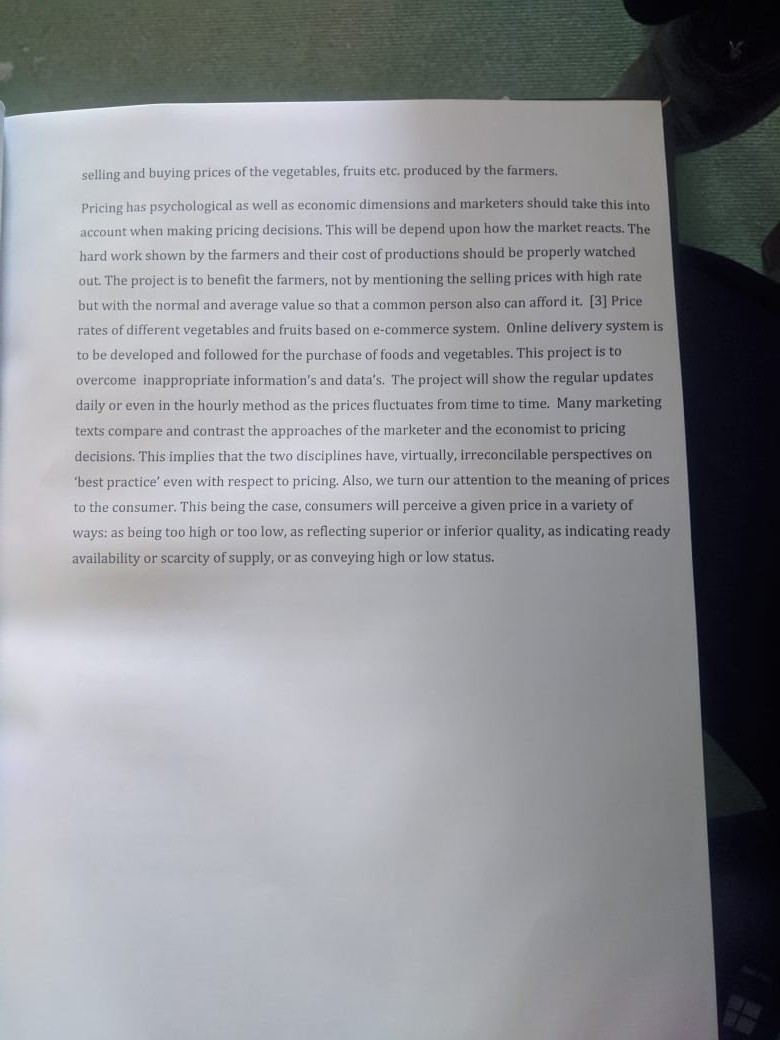 selling and buying prices of the vegetables, fruits etc. produced by the farmers.
Pricing has psychological as well as economic dimensions and marketers should take this into
account when making pricing decisions. This will be depend upon how the market reacts. The
hard work shown by the farmers and their cost of productions should be properly watched
out. The project is to benefit the farmers, not by mentioning the selling prices with high rate
but with the normal and average value so that a common person also can afford it.  [3] Price
rates of different vegetables and fruits based on e-commerce system.  Online delivery system is
to be developed and followed for the purchase of foods and vegetables. This project is to
overcome  inappropriate information's and data's.  The project will show the regular updates
daily or even in the hourly method as the prices fluctuates from time to time.  Many marketing
texts compare and contrast the approaches of the marketer and the economist to pricing
decisions. This implies that the two disciplines have, virtually, irreconcilable perspectives on
‘best practice’ even with respect to pricing. Also, we turn our attention to the meaning of prices
to the consumer. This being the case, consumers will perceive a given price in a variety of
ways: as being too high or too low, as reflecting superior or inferior quality, as indicating ready
availability or scarcity of supply, or as conveying high or low status.